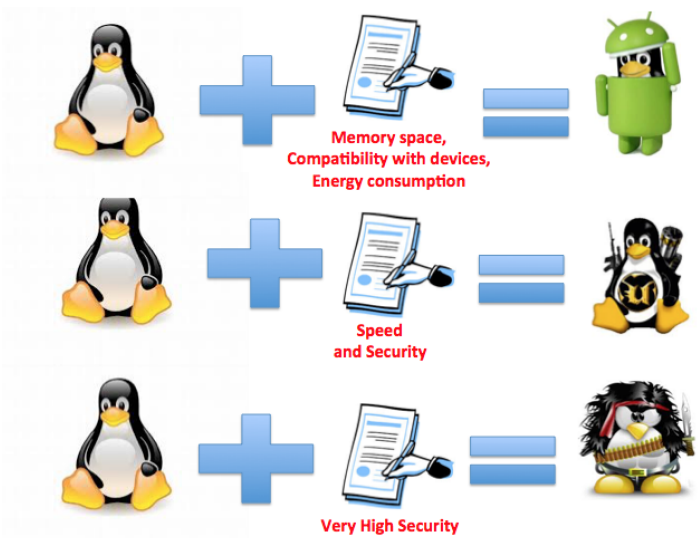 Memory space,
Compatibility with devices,
Energy consumption
Speed
and Security
Very High Security